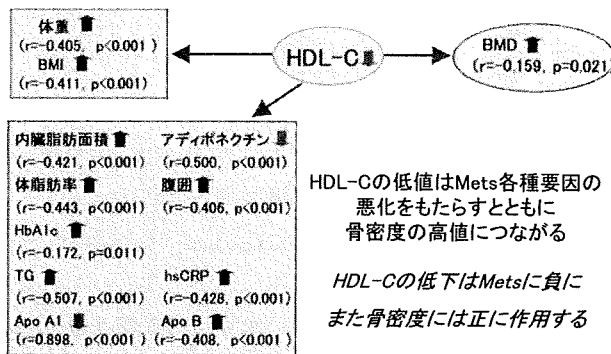 体重
(r=-0.405, p<0.001 )
BMI
(r=-0.411, p<0.001)
HDL-C
BMD
(r=-0.159, p=0.021)
内臓脂肪面積 アディポネクチン
(r=-0.421, p<0.001) (r=0.500, p<0.001)
体脂肪率 腹囲
(r=-0.443, p<0.001) (r=-0.406, p<0.001)
HbA1c
(r=-0.172, p=0.011)
TG hsCRP
(r=-0.507, p<0.001) (r=-0.428, p<0.001)
Apo A1 Apo B
(r=0.898, p<0.001 ) (r=-0.408, p<0.001)
HDL-Cの低値はMets各種要因の
悪化をもたらすとともに
骨密度の高値につながる
HDL-Cの低下はMetsに負に
また骨密度には正に作用する